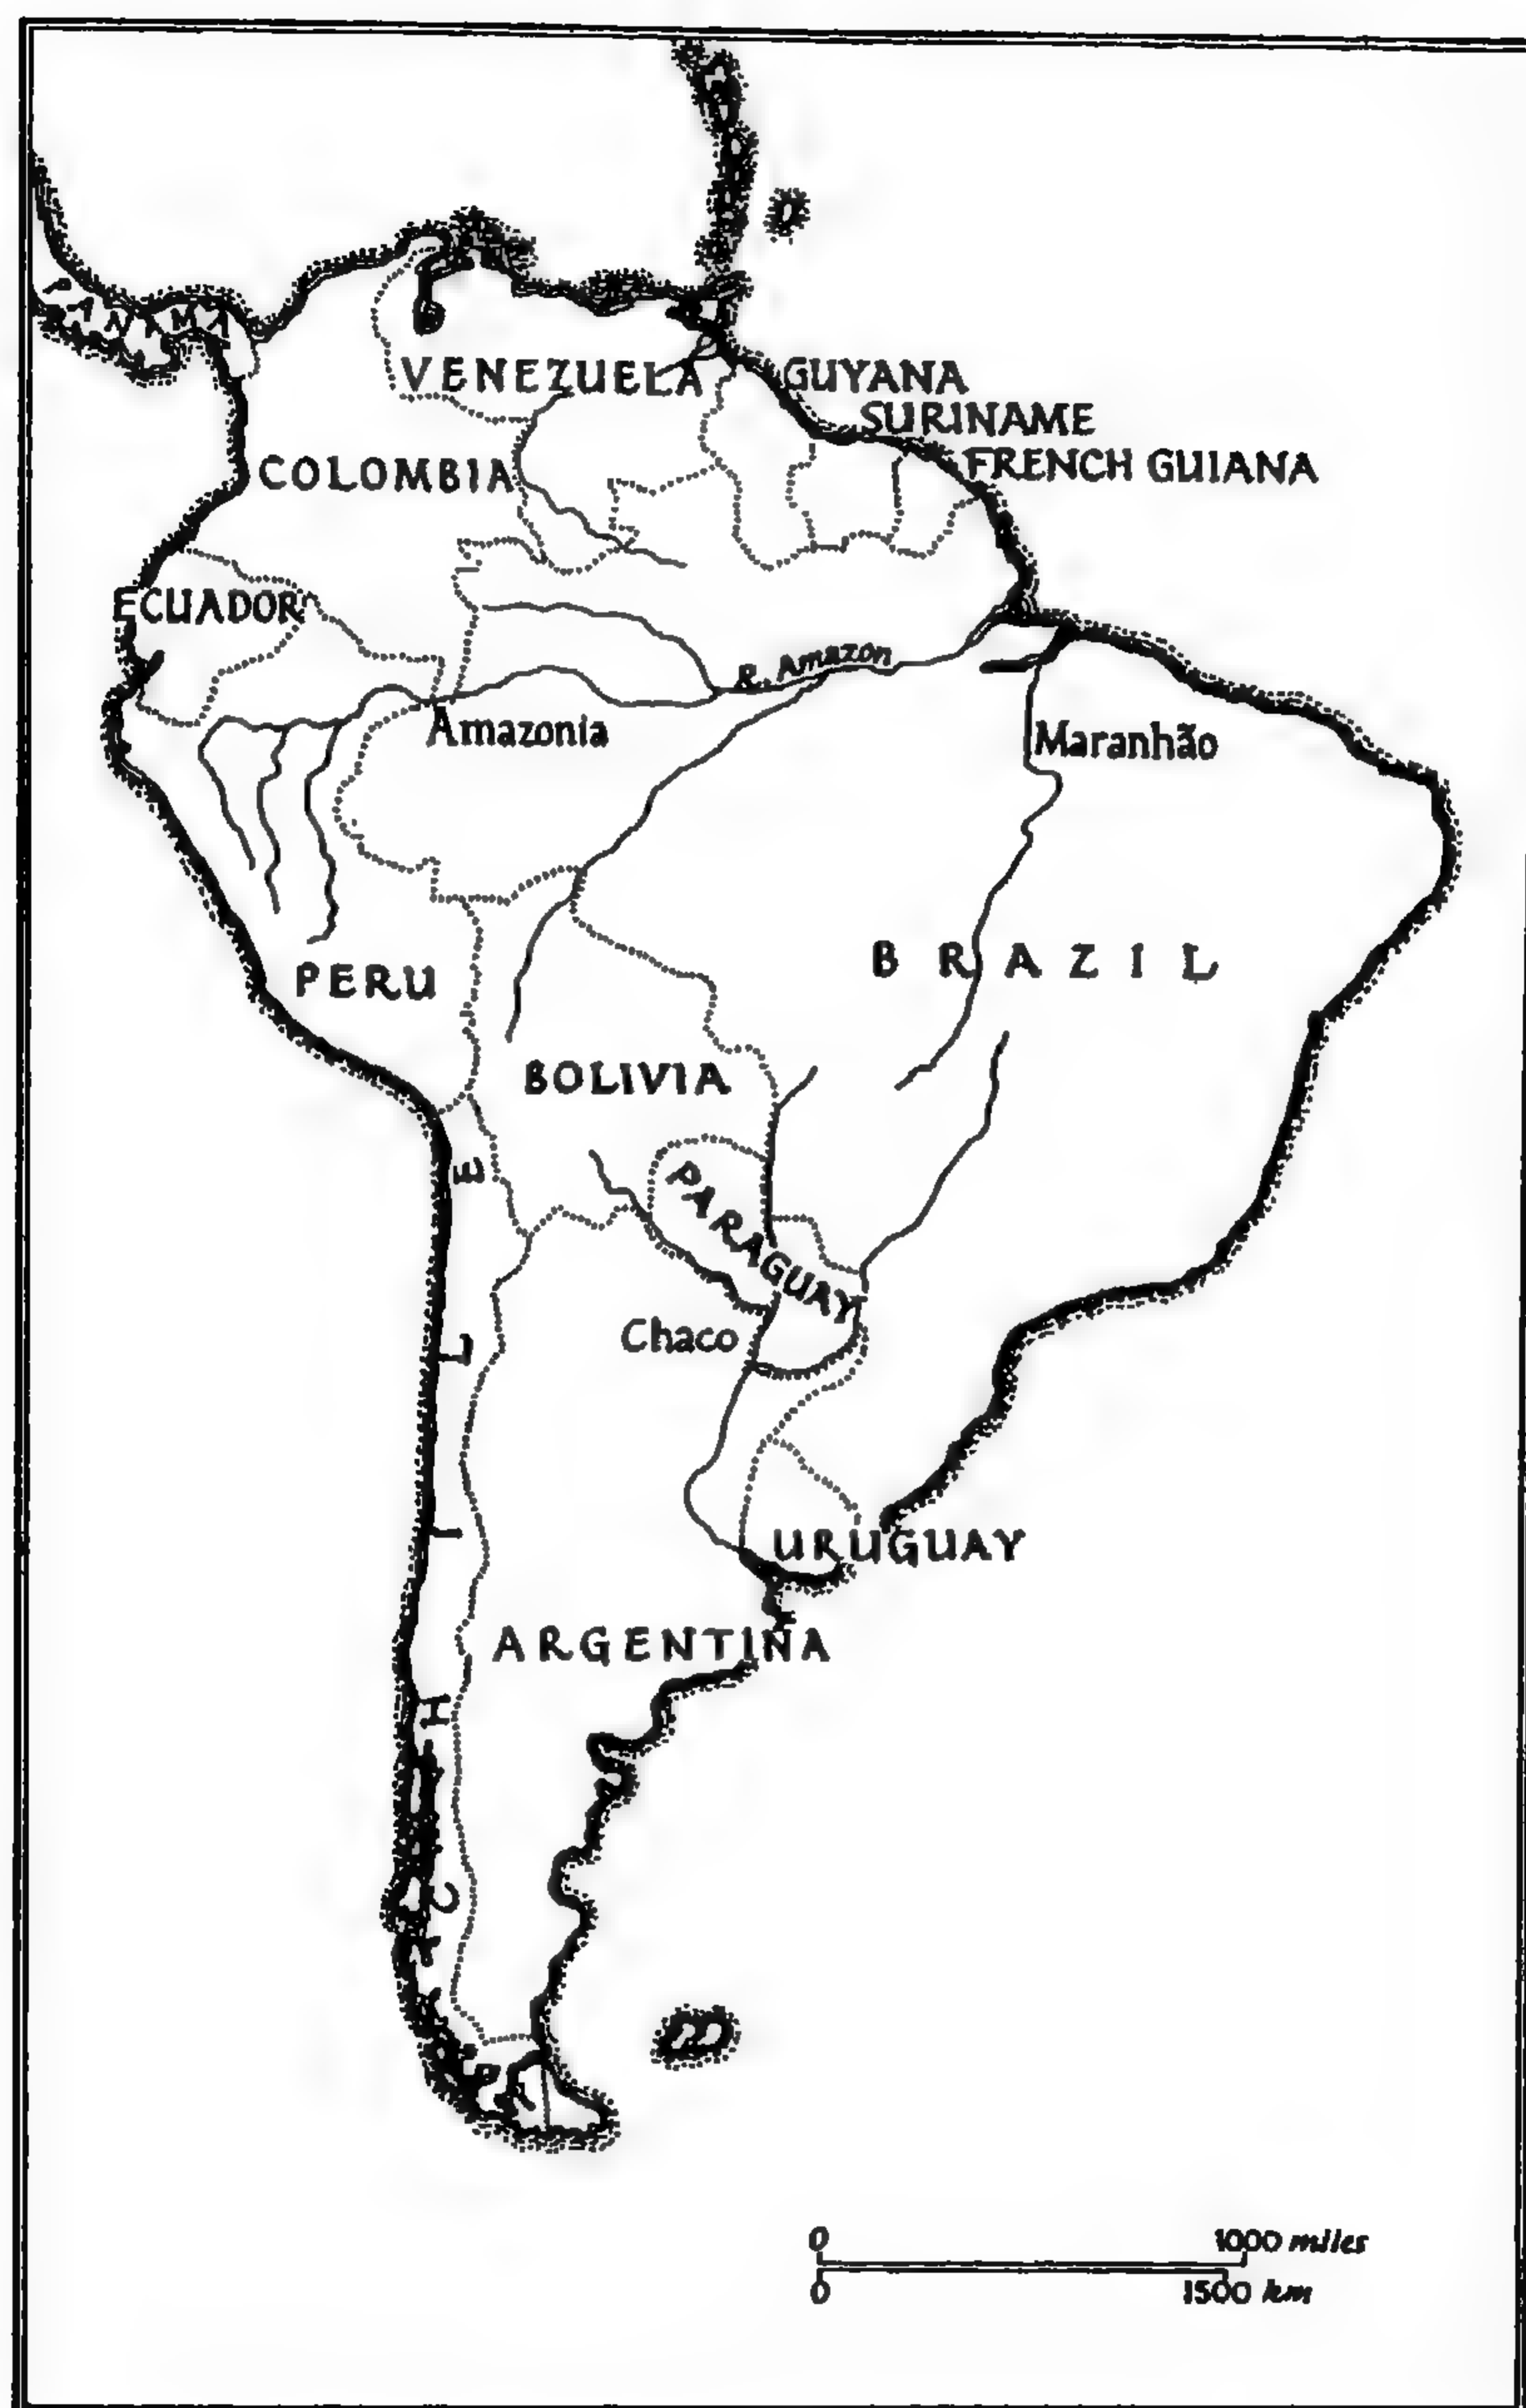 PANAMA
VENEZUELA
GUYANA
SURINAME
FRENCH GUIANA
COLOMBIA
ECUADOR
R. Amazon
Amazonia
Maranhão
BRAZIL
PERU
BOLIVIA
PARAGUAY
Chaco
CHILE
URUGUAY
ARGENTINA
0 1000 miles
0 1500 km